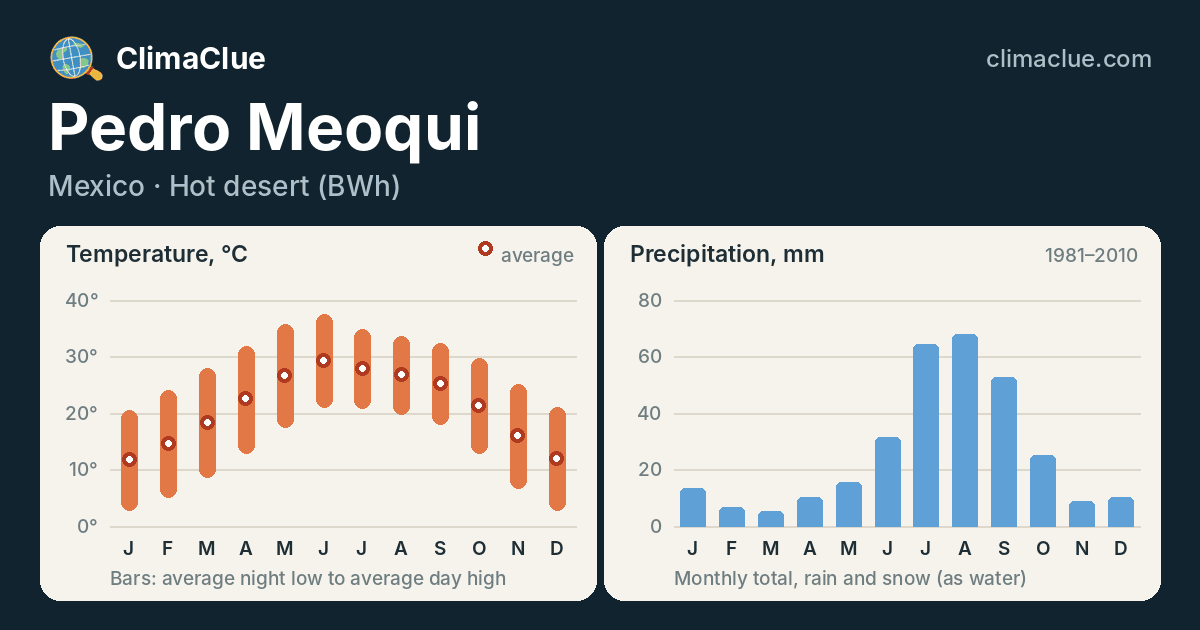 ClimaClue
climaclue.com
Pedro Meoqui
Mexico · Hot desert (BWh)
Temperature, °C
average
40°
30°
20°
10°
0°
J F M A M J J A S O N D
Bars: average night low to average day high
Precipitation, mm
1981–2010
80
60
40
20
0
J F M A M J J A S O N D
Monthly total, rain and snow (as water)